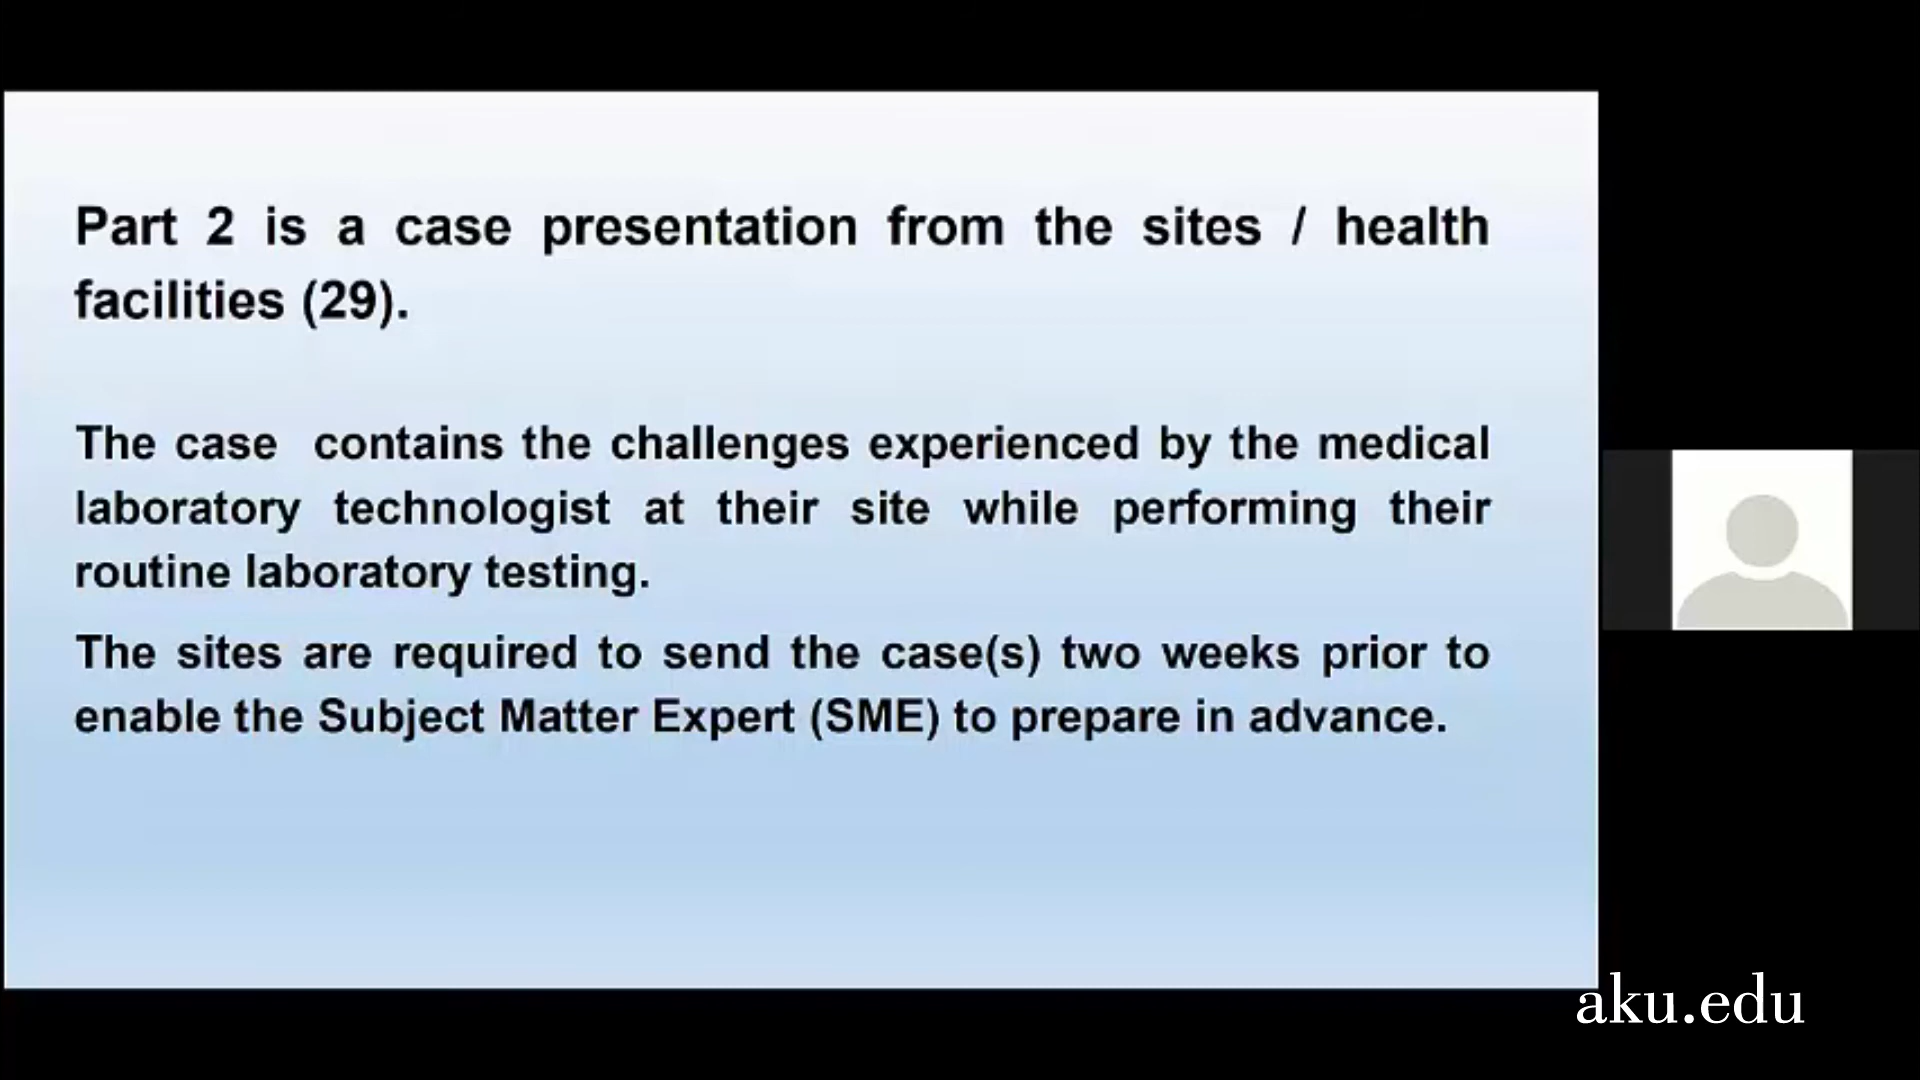 Part 2 is a case presentation from the sites / health
facilities (29).
The case contains the challenges experienced by the medical
laboratory technologist at their site while performing their
routine laboratory testing.
The sites are required to send the case(s) two weeks prior to
enable the Subject Matter Expert (SME) to prepare in advance.
aku.edu